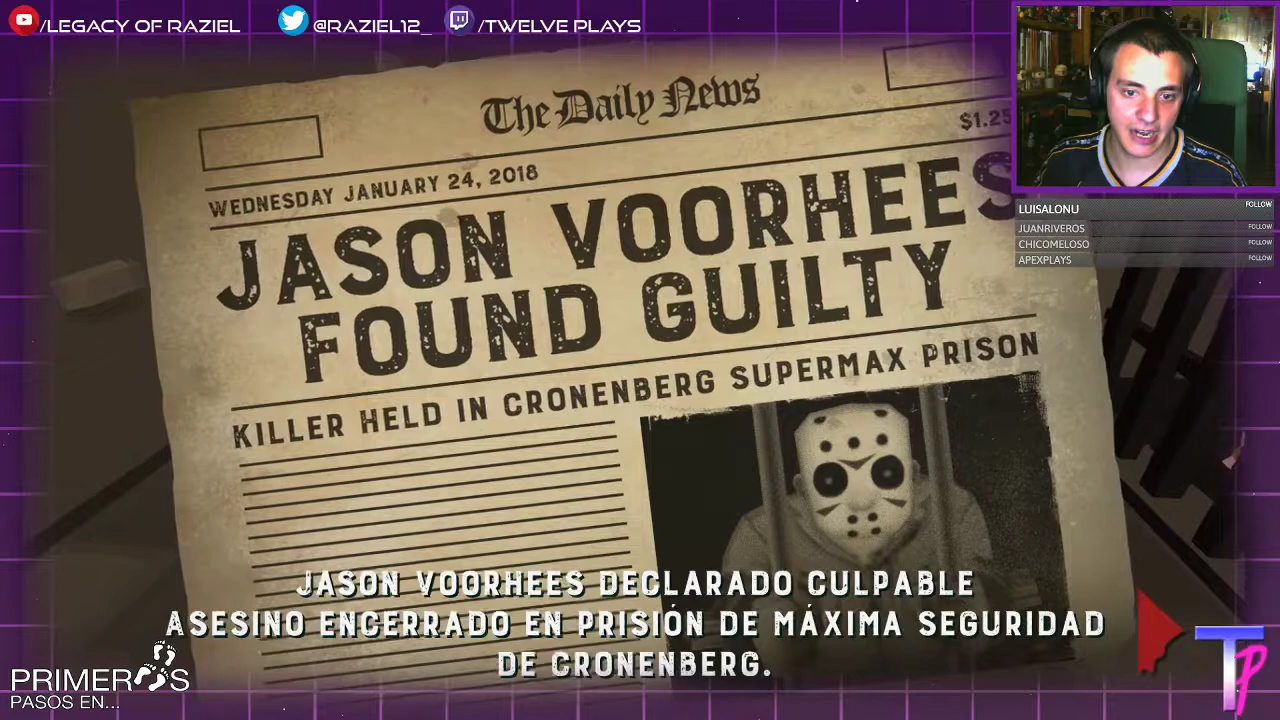 /LEGACY OF RAZIEL
@RAZIEL12_
/TWELVE PLAYS
The Daily News
$1.25
WEDNESDAY JANUARY 24, 2018
JASON VOORHEES
FOUND GUILTY
KILLER HELD IN CRONENBERG SUPERMAX PRISON
LUISALONU FOLLOW
JUANRIVEROS FOLLOW
CHICOMELOSO FOLLOW
APEXPLAYS FOLLOW
JASON VOORHEES DECLARADO CULPABLE
ASESINO ENCERRADO EN PRISIÓN DE MÁXIMA SEGURIDAD
DE CRONENBERG.
PRIMEROS
PASOS EN...
TP